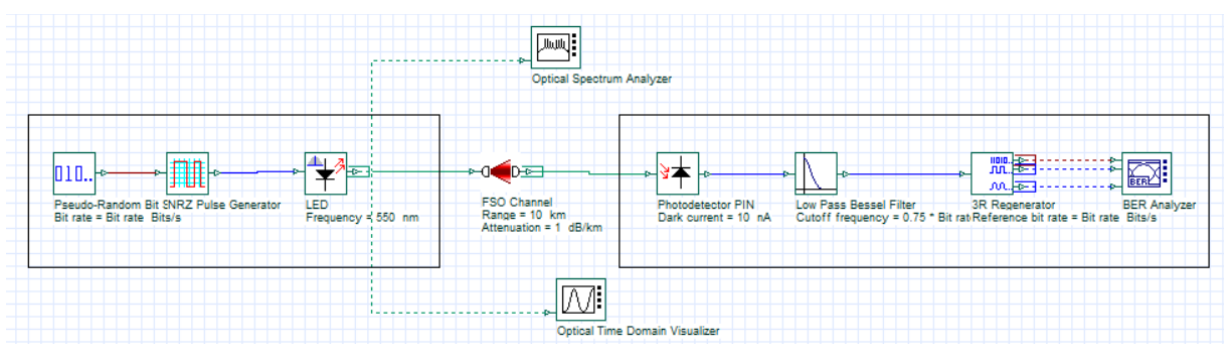 Optical Spectrum Analyzer
010..
Pseudo-Random Bit SNRZ Pulse Generator
Bit rate = Bit rate Bits/s
LED
Frequency = 550 nm
FSO Channel
Range = 10 km
Attenuation = 1 dB/km
Photodetector PIN
Dark current = 10 nA
Low Pass Bessel Filter
Cutoff frequency = 0.75 * Bit rat
3R Regenerator
Reference bit rate = Bit rate Bits/s
BER
BER Analyzer
Optical Time Domain Visualizer